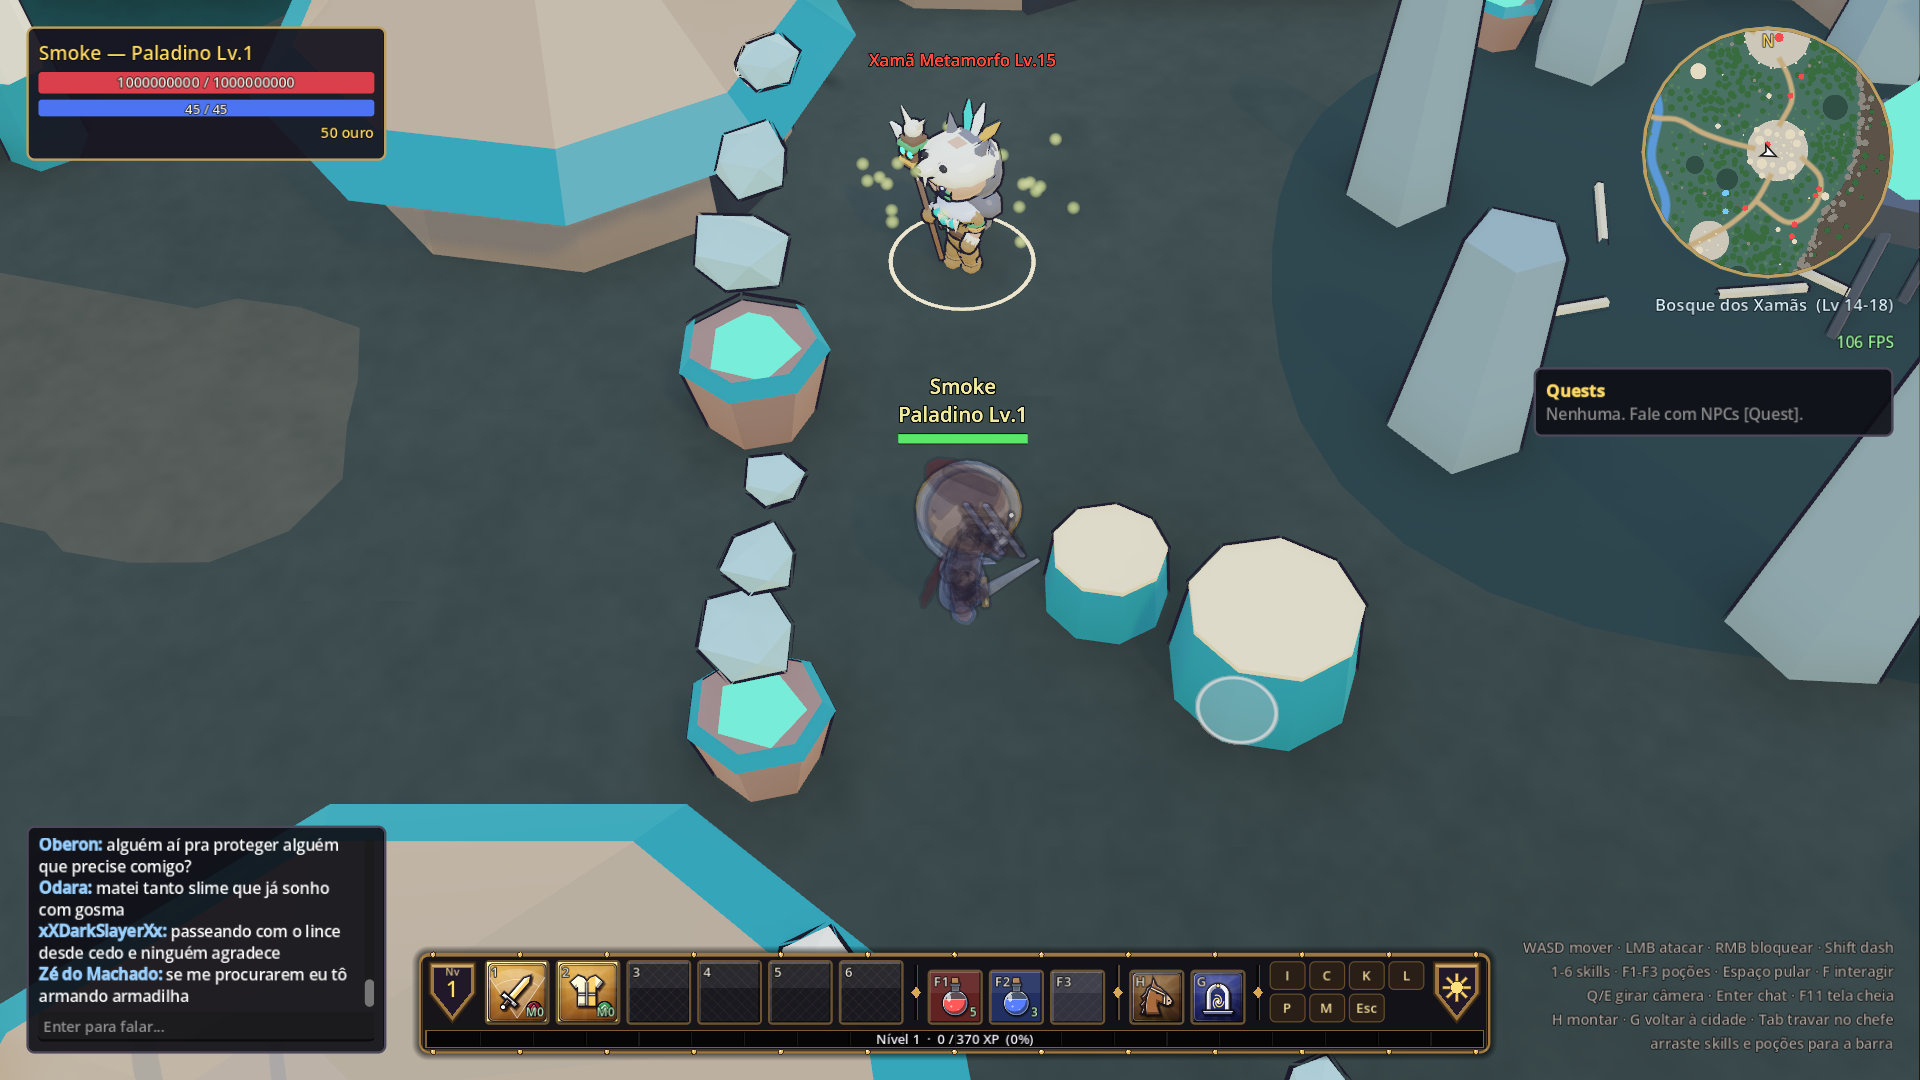 Smoke — Paladino Lv.1
1000000000 / 1000000000
45 / 45
50 ouro
Xamã Metamorfo Lv.15
N
Bosque dos Xamãs (Lv 14-18)
106 FPS
Quests
Nenhuma. Fale com NPCs [Quest].
Smoke
Paladino Lv.1
Oberon: alguém aí pra proteger alguém
que precise comigo?
Odara: matei tanto slime que já sonho
com gosma
xXDarkSlayerXx: passeando com o lince
desde cedo e ninguém agradece
Zé do Machado: se me procurarem eu tô
armando armadilha
Enter para falar...
Nv
1
1 M0
2 M0
3
4
5
6
F1 5
F2 3
F3
H
G
I C K L
P M Esc
Nível 1 · 0 / 370 XP (0%)
WASD mover · LMB atacar · RMB bloquear · Shift dash
1-6 skills · F1-F3 poções · Espaço pular · F interagir
Q/E girar câmera · Enter chat · F11 tela cheia
H montar · G voltar à cidade · Tab travar no chefe
arraste skills e poções para a barra